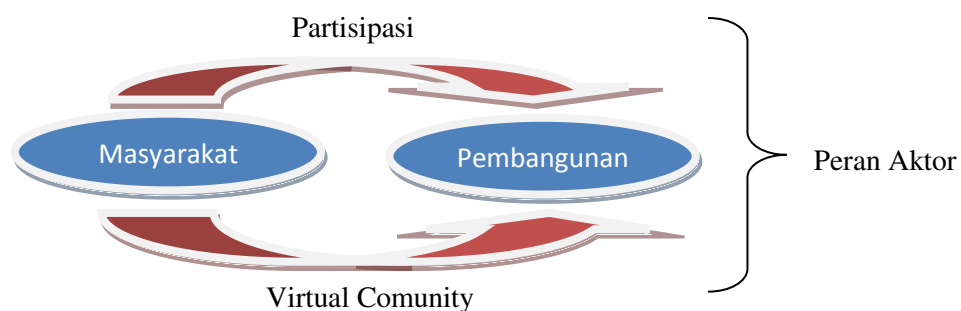 Partisipasi
Masyarakat
Pembangunan
Peran Aktor
Virtual Comunity